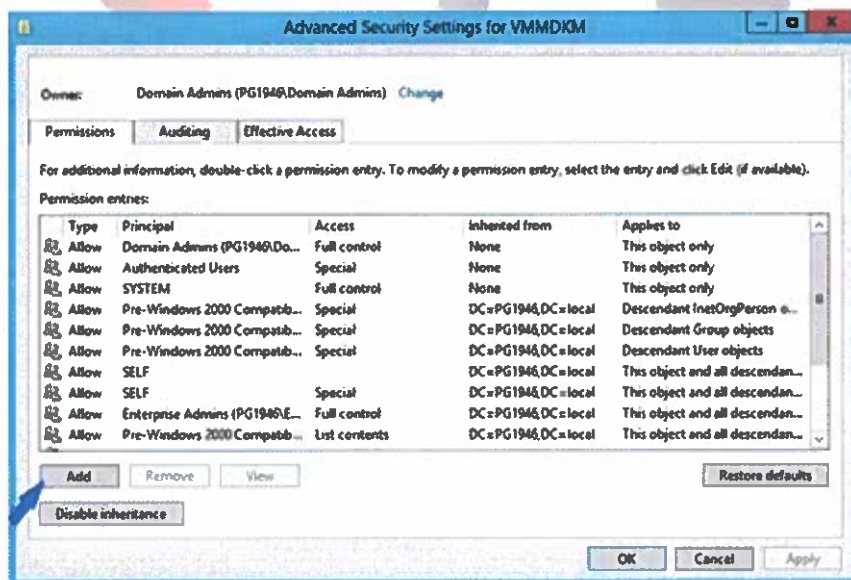 Advanced Security Settings for VMMDKM
Owner: Domain Admins (PG1946\Domain Admins) Change
Permissions Auditing Effective Access
For additional information, double-click a permission entry. To modify a permission entry, select the entry and click Edit (if available).
Permission entries:
Type Principal Access Inherited from Applies to
Allow Domain Admins (PG1946\Do... Full control None This object only
Allow Authenticated Users Special None This object only
Allow SYSTEM Full control None This object only
Allow Pre-Windows 2000 Compatib... Special DC=PG1946,DC=local Descendant InetOrgPerson o...
Allow Pre-Windows 2000 Compatib... Special DC=PG1946,DC=local Descendant Group objects
Allow Pre-Windows 2000 Compatib... Special DC=PG1946,DC=local Descendant User objects
Allow SELF DC=PG1946,DC=local This object and all descendan...
Allow SELF Special DC=PG1946,DC=local This object and all descendan...
Allow Enterprise Admins (PG1946\E... Full control DC=PG1946,DC=local This object and all descendan...
Allow Pre-Windows 2000 Compatib... List contents DC=PG1946,DC=local This object and all descendan...
Add Remove View Restore defaults
Disable inheritance
OK Cancel Apply